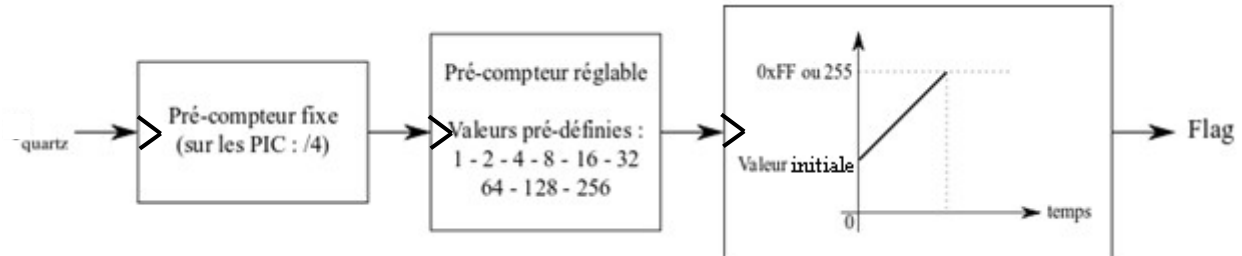 quartz
Pré-compteur fixe
(sur les PIC : /4)
Pré-compteur réglable
Valeurs pré-définies :
1 - 2 - 4 - 8 - 16 - 32
64 - 128 - 256
0xFF ou 255
Valeur initiale
0
temps
Flag